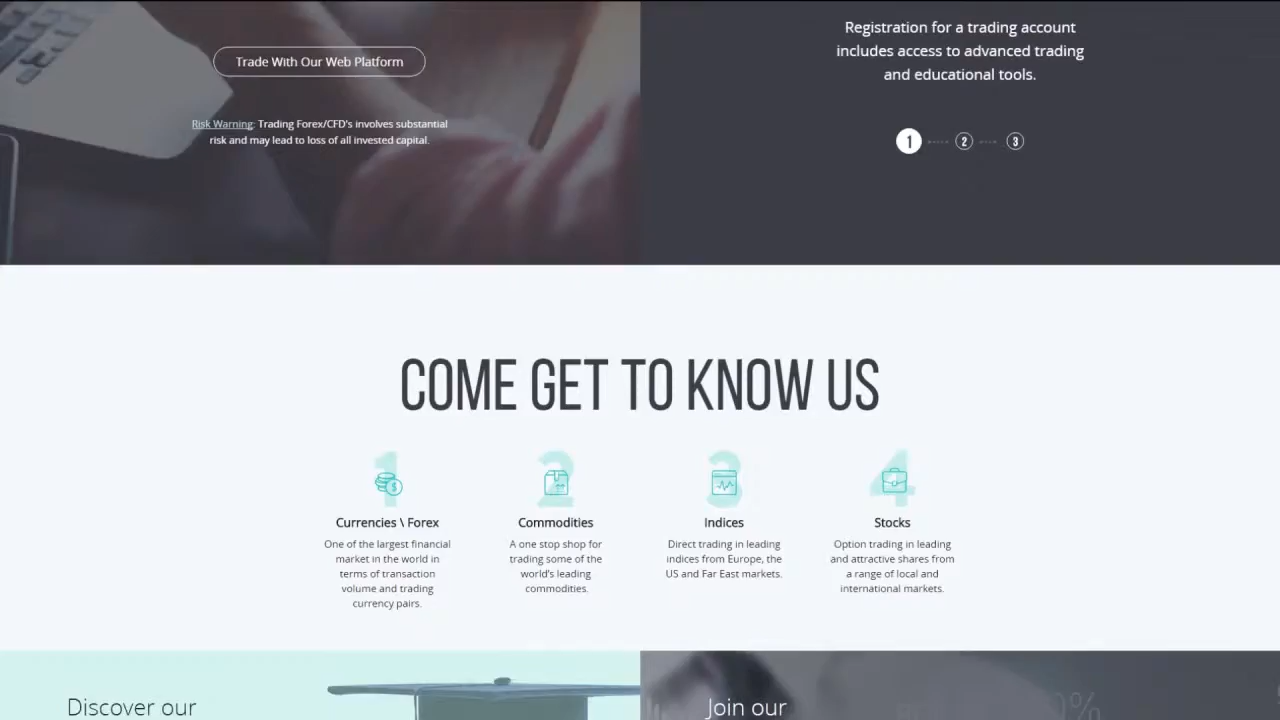 Trade With Our Web Platform
Risk Warning: Trading Forex/CFD's involves substantial
risk and may lead to loss of all invested capital.
Registration for a trading account
includes access to advanced trading
and educational tools.
1 2 3
COME GET TO KNOW US
1
Currencies \ Forex
One of the largest financial
market in the world in
terms of transaction
volume and trading
currency pairs.
2
Commodities
A one stop shop for
trading some of the
world's leading
commodities.
3
Indices
Direct trading in leading
indices from Europe, the
US and Far East markets.
4
Stocks
Option trading in leading
and attractive shares from
a range of local and
international markets.
Discover our
Join our